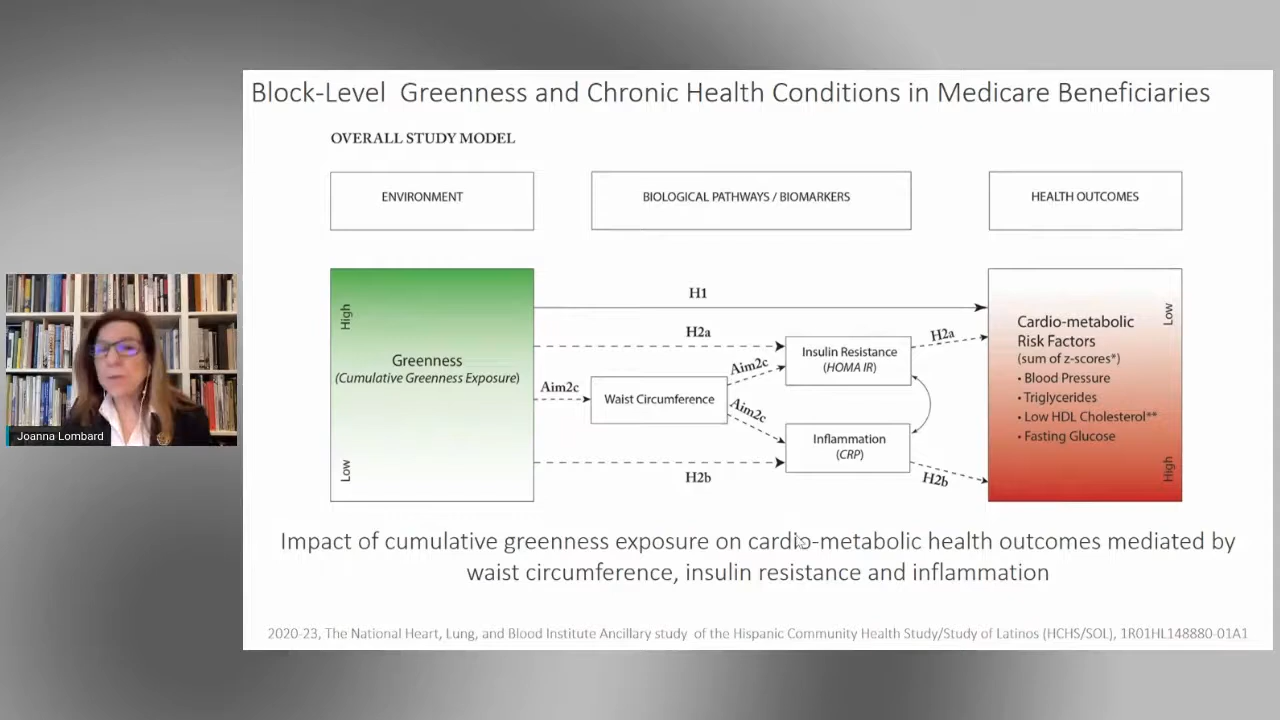 Block-Level Greenness and Chronic Health Conditions in Medicare Beneficiaries
OVERALL STUDY MODEL
ENVIRONMENT
BIOLOGICAL PATHWAYS / BIOMARKERS
HEALTH OUTCOMES
High
Low
Greenness
(Cumulative Greenness Exposure)
H1
H2a
Aim2c
H2b
Waist Circumference
Aim2c
Aim2c
Insulin Resistance
(HOMA IR)
Inflammation
(CRP)
H2a
H2b
Low
High
Cardio-metabolic
Risk Factors
(sum of z-scores*)
• Blood Pressure
• Triglycerides
• Low HDL Cholesterol**
• Fasting Glucose
Joanna Lombard
Impact of cumulative greenness exposure on cardio-metabolic health outcomes mediated by
waist circumference, insulin resistance and inflammation
2020-23, The National Heart, Lung, and Blood Institute Ancillary study of the Hispanic Community Health Study/Study of Latinos (HCHS/SOL), 1R01HL148880-01A1